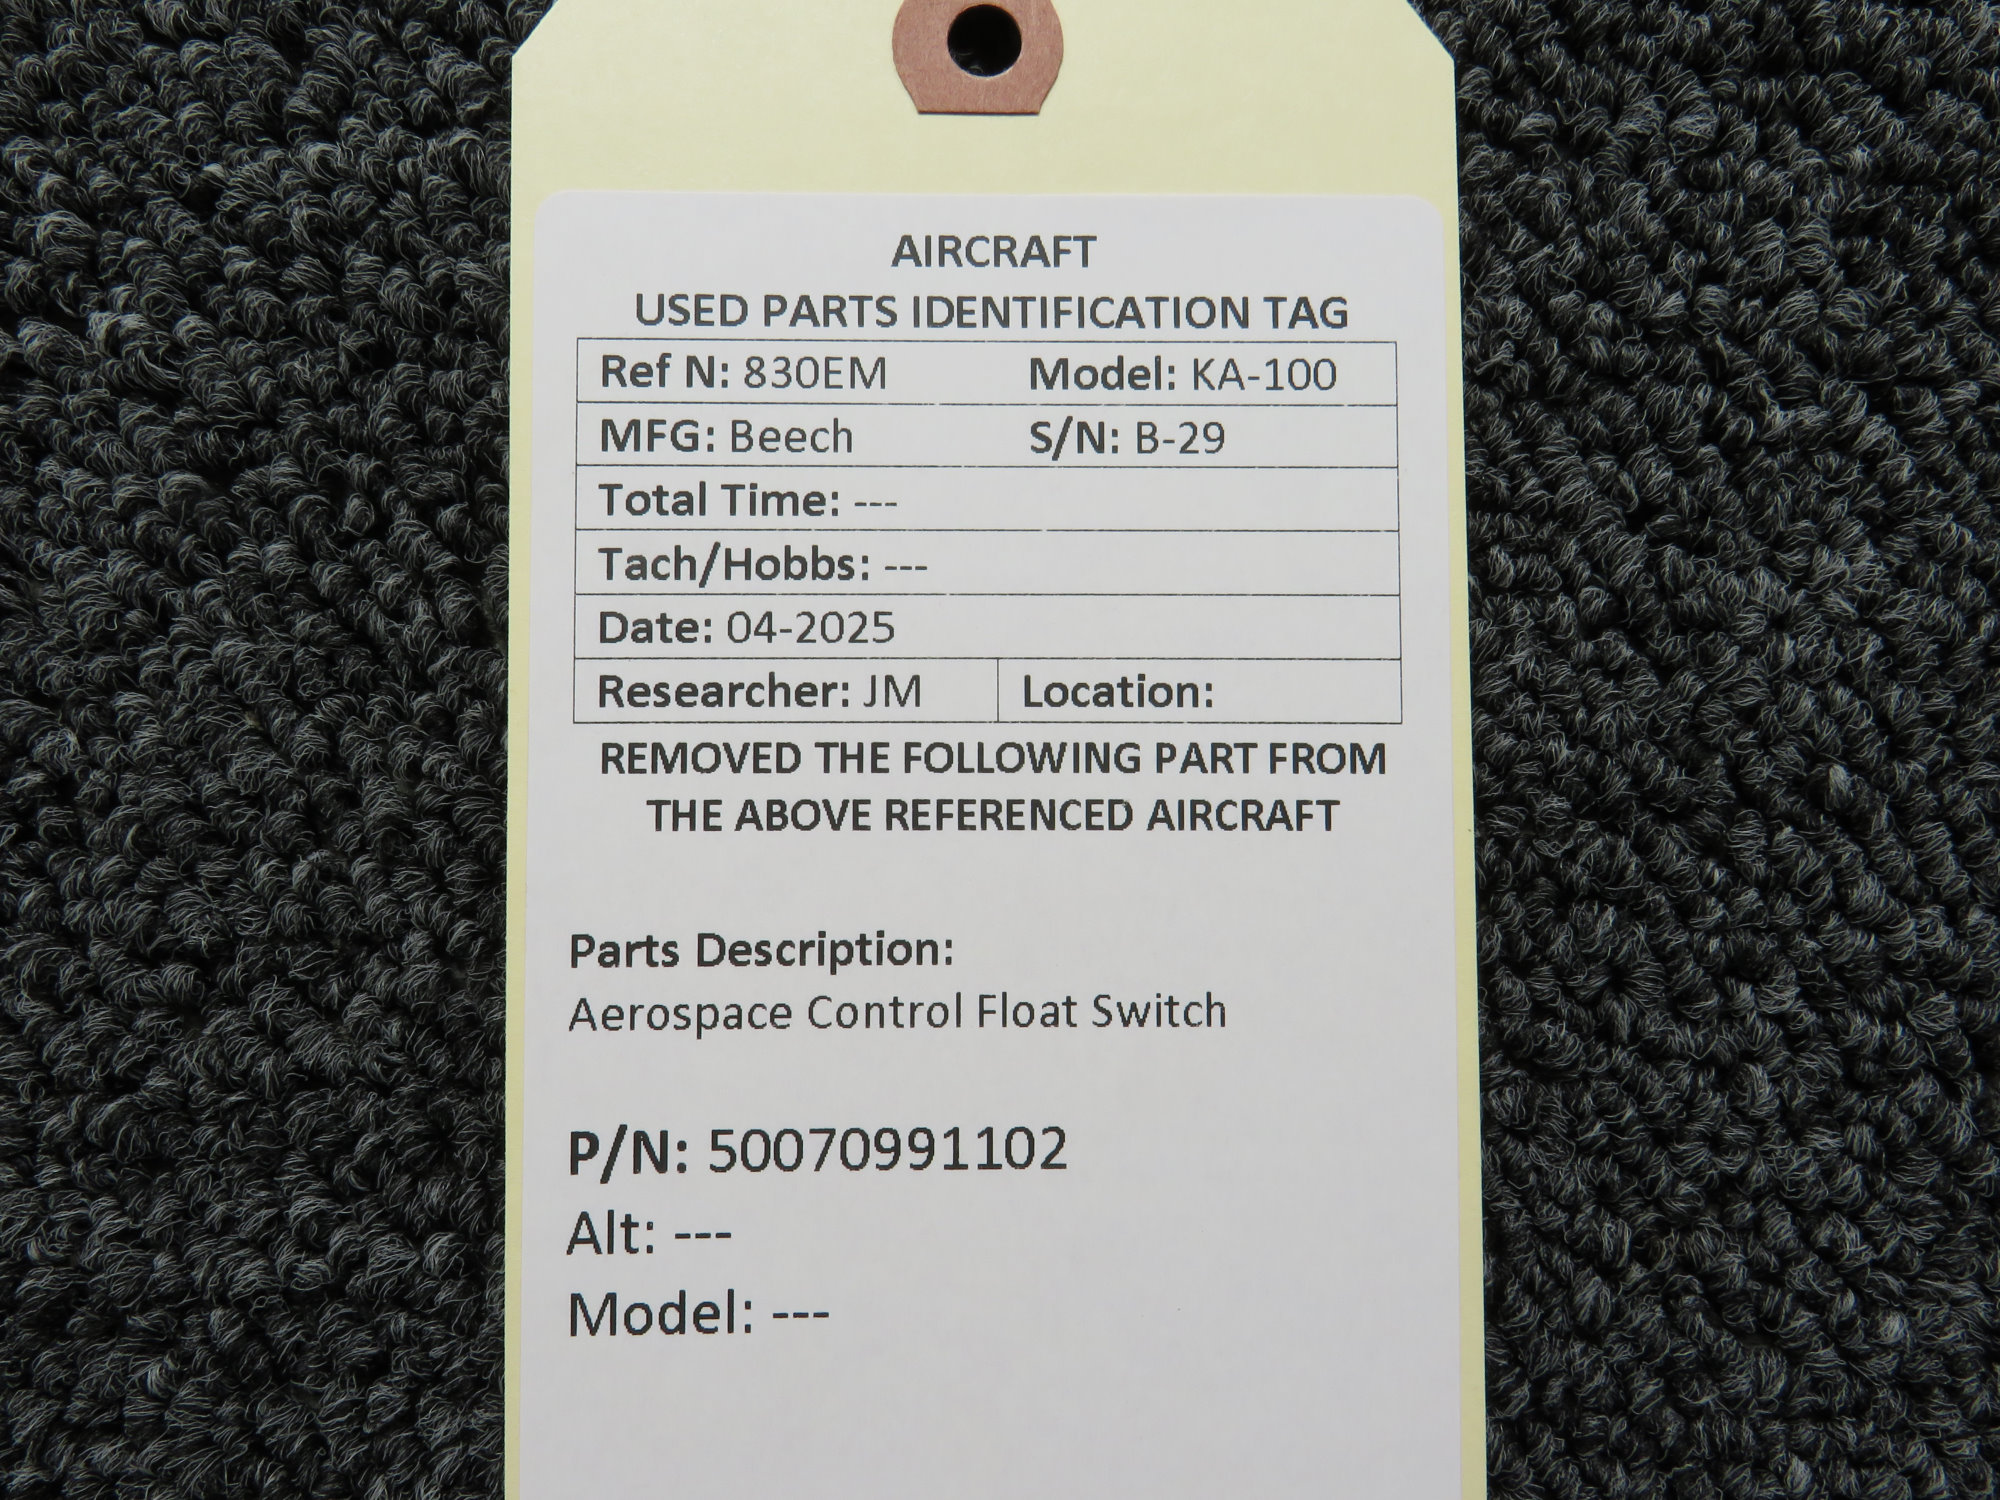 AIRCRAFT
USED PARTS IDENTIFICATION TAG
Ref N: 830EM Model: KA-100
MFG: Beech S/N: B-29
Total Time: ---
Tach/Hobbs: ---
Date: 04-2025
Researcher: JM Location:
REMOVED THE FOLLOWING PART FROM
THE ABOVE REFERENCED AIRCRAFT
Parts Description:
Aerospace Control Float Switch
P/N: 50070991102
Alt: ---
Model: ---